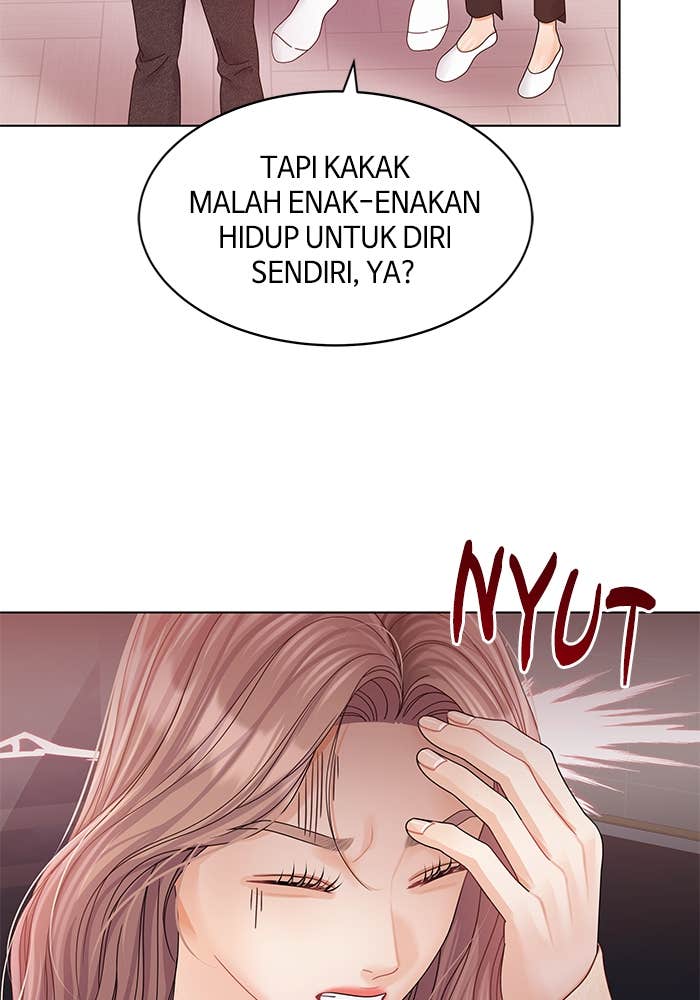 TAPI KAKAK
MALAH ENAK-ENAKAN
HIDUP UNTUK DIRI
SENDIRI, YA?
NYUT